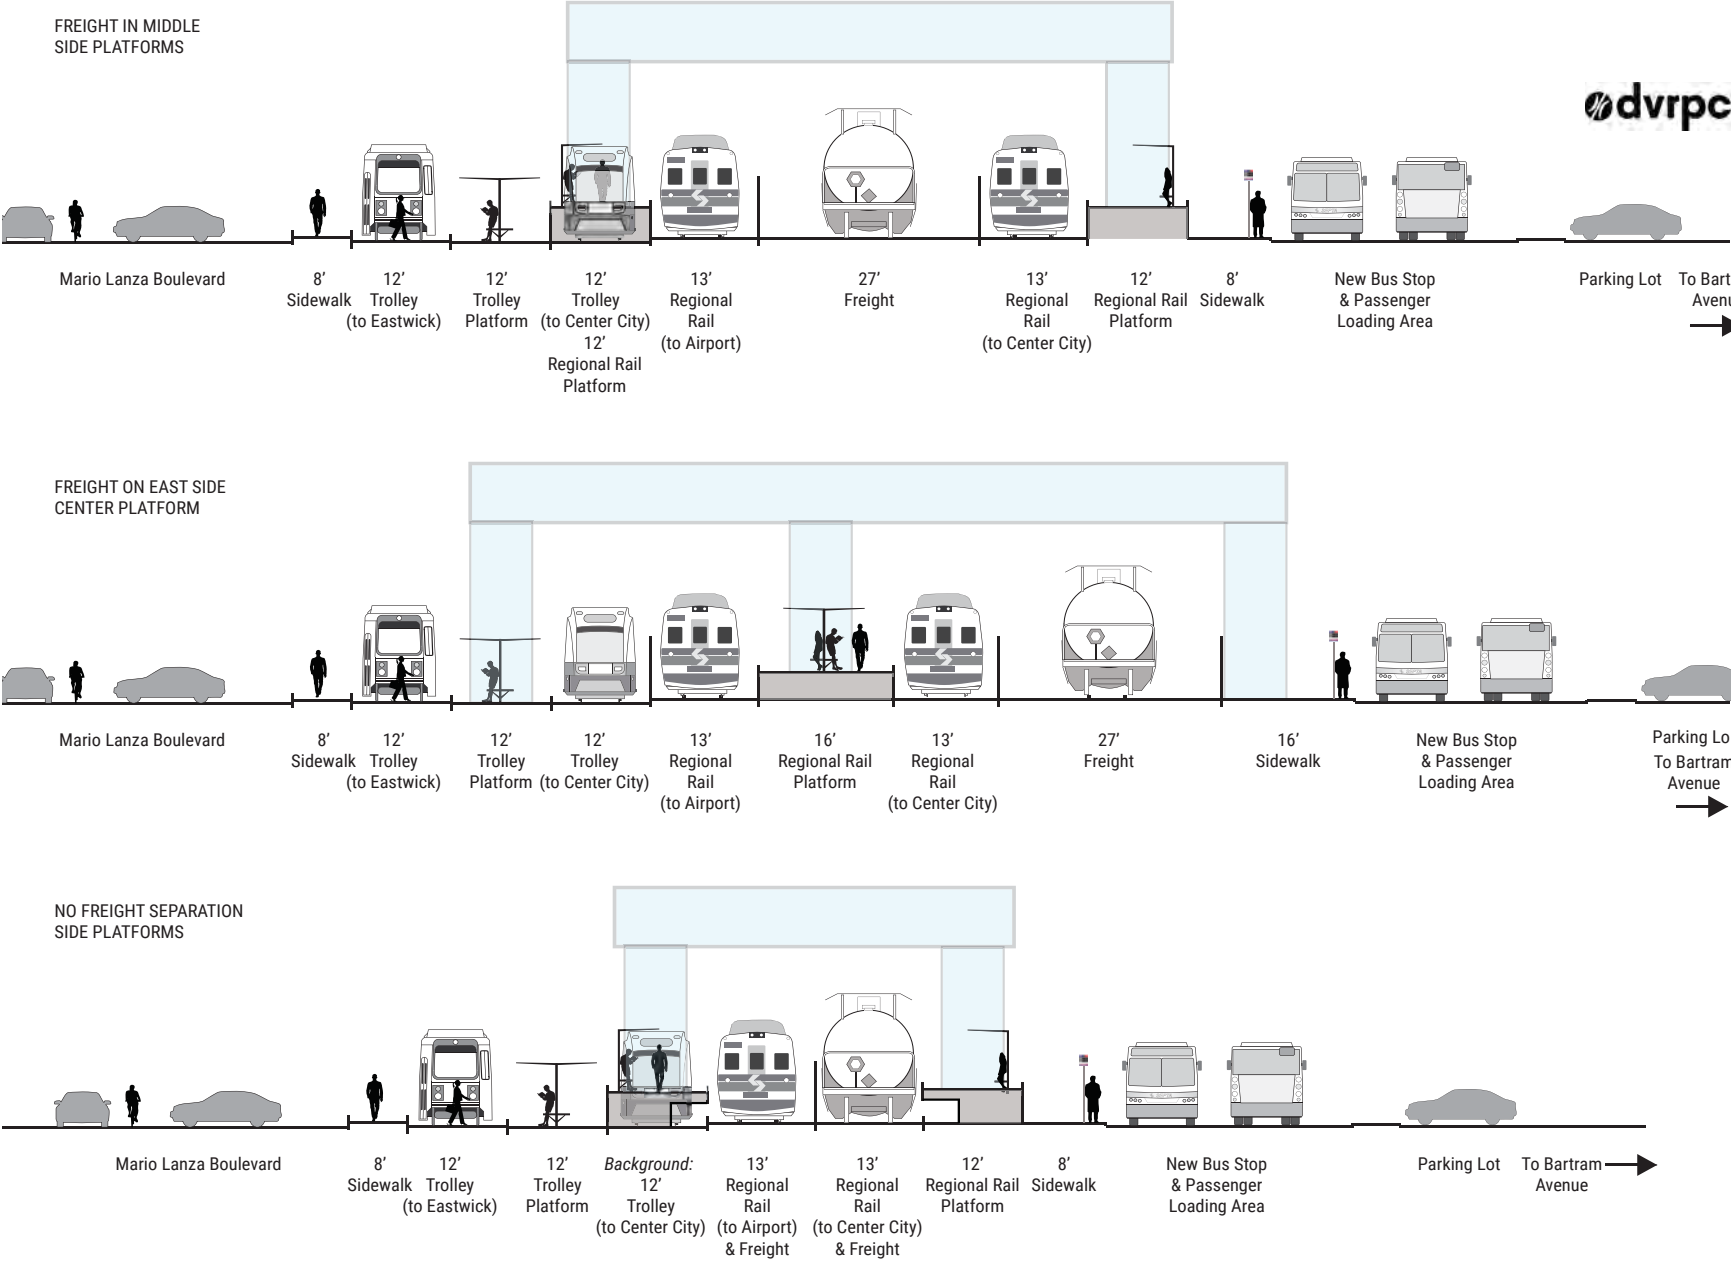 FREIGHT IN MIDDLE
SIDE PLATFORMS
dvrpc
Mario Lanza Boulevard
8’
Sidewalk
12’
Trolley
(to Eastwick)
12’
Trolley
Platform
12’
Trolley
(to Center City)
12’
Regional Rail
Platform
13’
Regional
Rail
(to Airport)
27’
Freight
13’
Regional
Rail
(to Center City)
12’
Regional Rail
Platform
8’
Sidewalk
New Bus Stop
& Passenger
Loading Area
Parking Lot
To Bart
Avenu
FREIGHT ON EAST SIDE
CENTER PLATFORM
Mario Lanza Boulevard
8’
Sidewalk
12’
Trolley
(to Eastwick)
12’
Trolley
Platform
12’
Trolley
(to Center City)
13’
Regional
Rail
(to Airport)
16’
Regional Rail
Platform
13’
Regional
Rail
(to Center City)
27’
Freight
16’
Sidewalk
New Bus Stop
& Passenger
Loading Area
Parking Lo
To Bartram
Avenue
NO FREIGHT SEPARATION
SIDE PLATFORMS
Mario Lanza Boulevard
8’
Sidewalk
12’
Trolley
(to Eastwick)
12’
Trolley
Platform
Background:
12’
Trolley
(to Center City)
13’
Regional
Rail
(to Airport)
& Freight
13’
Regional
Rail
(to Center City)
& Freight
12’
Regional Rail
Platform
8’
Sidewalk
New Bus Stop
& Passenger
Loading Area
Parking Lot
To Bartram
Avenue